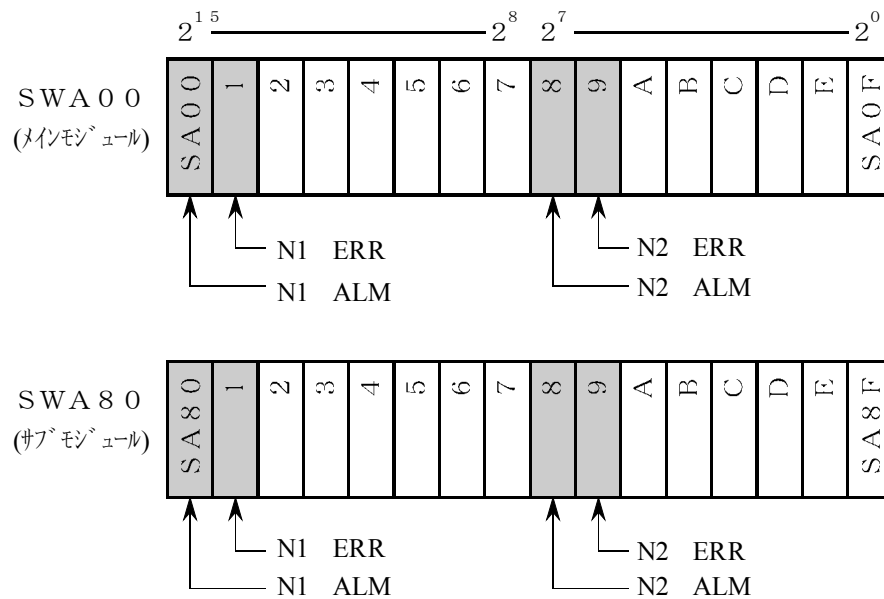 2¹⁵ 2⁸ 2⁷ 2⁰
SWA00
(ﾒｲﾝﾓｼﾞｭｰﾙ)
SA00 1 2 3 4 5 6 7 8 9 A B C D E SA0F
N1 ERR
N1 ALM
N2 ERR
N2 ALM
SWA80
(ｻﾌﾞﾓｼﾞｭｰﾙ)
SA80 1 2 3 4 5 6 7 8 9 A B C D E SA8F
N1 ERR
N1 ALM
N2 ERR
N2 ALM